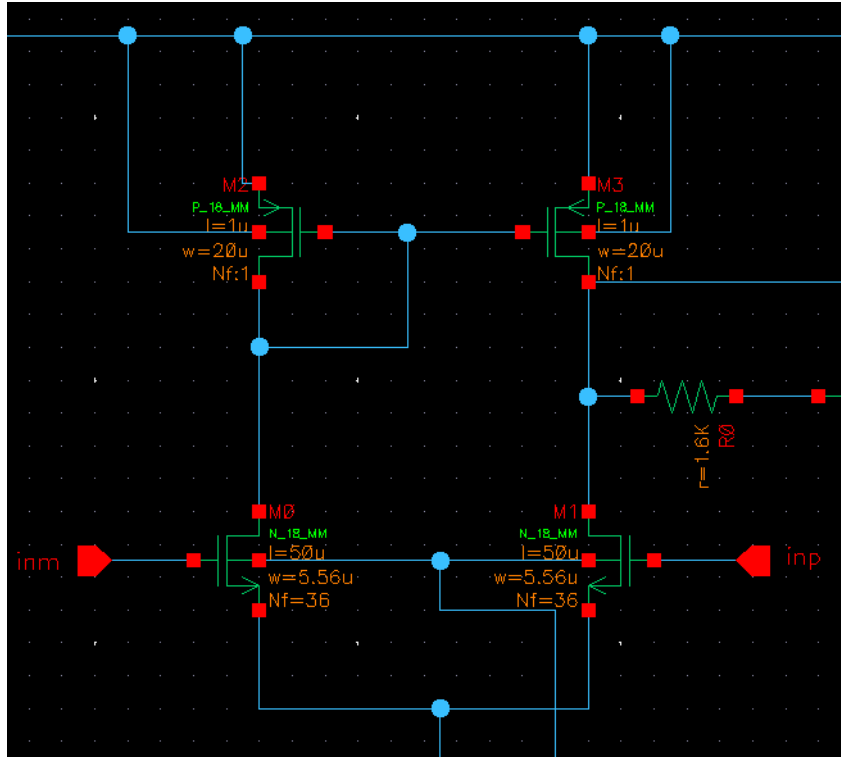 M2
P_18_MM
l=1u
w=20u
Nf:1
M3
P_18_MM
l=1u
w=20u
Nf:1
r=1.6K
R0
inm
M0
N_18_MM
l=50u
w=5.56u
Nf=36
M1
N_18_MM
l=50u
w=5.56u
Nf=36
inp